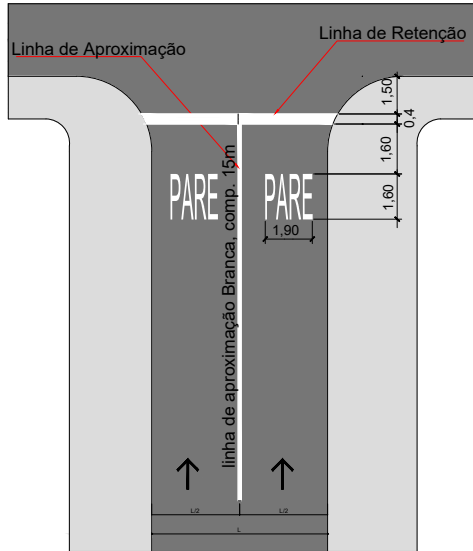 Linha de Aproximação
Linha de Retenção
1,50
0,4
1,60
1,60
PARE
PARE
1,90
linha de aproximação Branca, comp. 15m
L/2
L/2
L